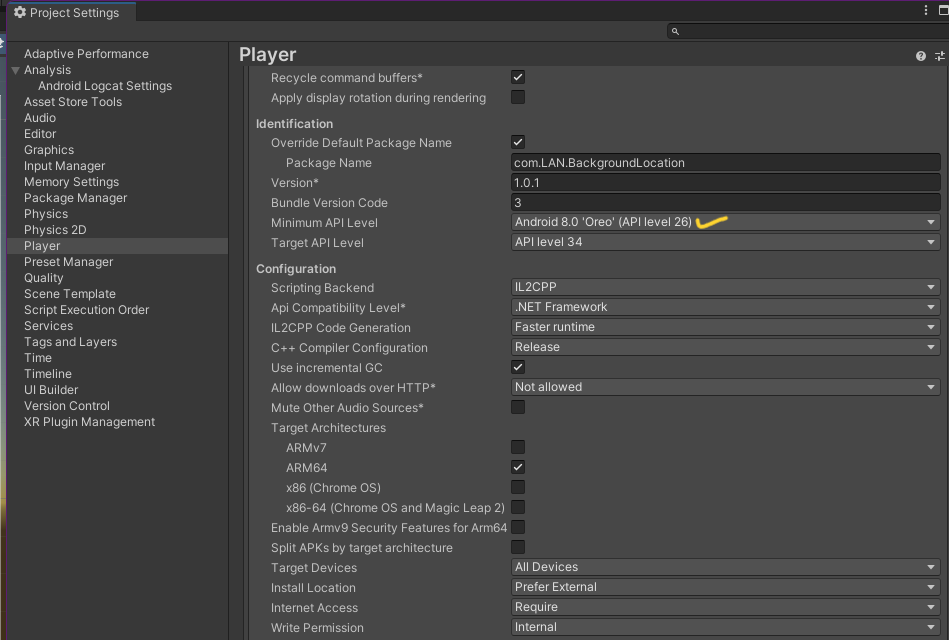 Project Settings
Adaptive Performance
Analysis
Android Logcat Settings
Asset Store Tools
Audio
Editor
Graphics
Input Manager
Memory Settings
Package Manager
Physics
Physics 2D
Player
Preset Manager
Quality
Scene Template
Script Execution Order
Services
Tags and Layers
Time
Timeline
UI Builder
Version Control
XR Plugin Management
Player
Recycle command buffers*
Apply display rotation during rendering
Identification
Override Default Package Name
Package Name com.LAN.BackgroundLocation
Version* 1.0.1
Bundle Version Code 3
Minimum API Level Android 8.0 'Oreo' (API level 26)
Target API Level API level 34
Configuration
Scripting Backend IL2CPP
Api Compatibility Level* .NET Framework
IL2CPP Code Generation Faster runtime
C++ Compiler Configuration Release
Use incremental GC
Allow downloads over HTTP* Not allowed
Mute Other Audio Sources*
Target Architectures
ARMv7
ARM64
x86 (Chrome OS)
x86-64 (Chrome OS and Magic Leap 2)
Enable Armv9 Security Features for Arm64
Split APKs by target architecture
Target Devices All Devices
Install Location Prefer External
Internet Access Require
Write Permission Internal